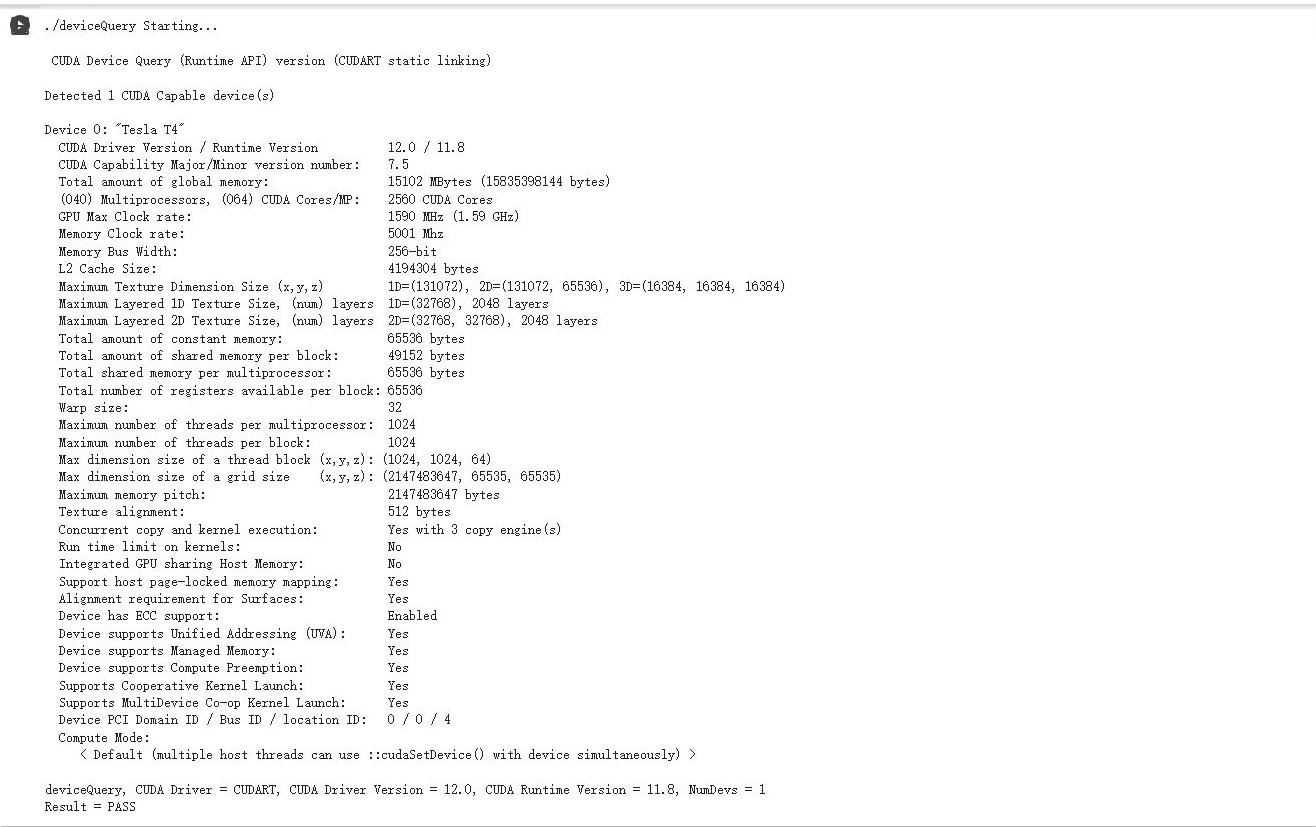 ./deviceQuery Starting...
CUDA Device Query (Runtime API) version (CUDART static linking)
Detected 1 CUDA Capable device(s)
Device 0: "Tesla T4"
CUDA Driver Version / Runtime Version 12.0 / 11.8
CUDA Capability Major/Minor version number: 7.5
Total amount of global memory: 15102 MBytes (15835398144 bytes)
(040) Multiprocessors, (064) CUDA Cores/MP: 2560 CUDA Cores
GPU Max Clock rate: 1590 MHz (1.59 GHz)
Memory Clock rate: 5001 Mhz
Memory Bus Width: 256-bit
L2 Cache Size: 4194304 bytes
Maximum Texture Dimension Size (x,y,z) 1D=(131072), 2D=(131072, 65536), 3D=(16384, 16384, 16384)
Maximum Layered 1D Texture Size, (num) layers 1D=(32768), 2048 layers
Maximum Layered 2D Texture Size, (num) layers 2D=(32768, 32768), 2048 layers
Total amount of constant memory: 65536 bytes
Total amount of shared memory per block: 49152 bytes
Total shared memory per multiprocessor: 65536 bytes
Total number of registers available per block: 65536
Warp size: 32
Maximum number of threads per multiprocessor: 1024
Maximum number of threads per block: 1024
Max dimension size of a thread block (x,y,z): (1024, 1024, 64)
Max dimension size of a grid size (x,y,z): (2147483647, 65535, 65535)
Maximum memory pitch: 2147483647 bytes
Texture alignment: 512 bytes
Concurrent copy and kernel execution: Yes with 3 copy engine(s)
Run time limit on kernels: No
Integrated GPU sharing Host Memory: No
Support host page-locked memory mapping: Yes
Alignment requirement for Surfaces: Yes
Device has ECC support: Enabled
Device supports Unified Addressing (UVA): Yes
Device supports Managed Memory: Yes
Device supports Compute Preemption: Yes
Supports Cooperative Kernel Launch: Yes
Supports MultiDevice Co-op Kernel Launch: Yes
Device PCI Domain ID / Bus ID / location ID: 0 / 0 / 4
Compute Mode:
< Default (multiple host threads can use ::cudaSetDevice() with device simultaneously) >
deviceQuery, CUDA Driver = CUDART, CUDA Driver Version = 12.0, CUDA Runtime Version = 11.8, NumDevs = 1
Result = PASS